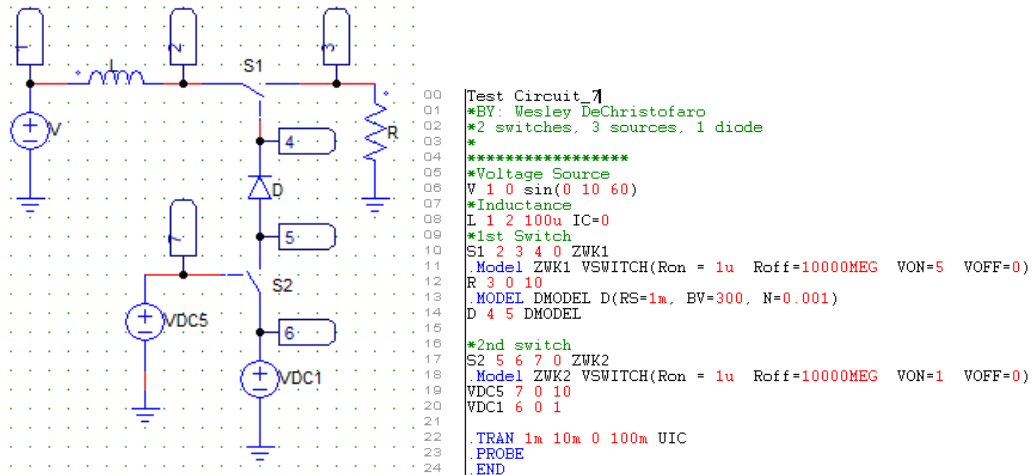 1
2
3
L
S1
V
R
4
D
5
7
S2
VDC5
6
VDC1
00 Test Circuit_7
01 *BY: Wesley DeChristofaro
02 *2 switches, 3 sources, 1 diode
03 *
04 *****************
05 *Voltage Source
06 V 1 0 sin(0 10 60)
07 *Inductance
08 L 1 2 100u IC=0
09 *1st Switch
10 S1 2 3 4 0 ZWK1
11 .Model ZWK1 VSWITCH(Ron = 1u Roff=10000MEG VON=5 VOFF=0)
12 R 3 0 10
13 .MODEL DMODEL D(RS=1m, BV=300, N=0.001)
14 D 4 5 DMODEL
15
16 *2nd switch
17 S2 5 6 7 0 ZWK2
18 .Model ZWK2 VSWITCH(Ron = 1u Roff=10000MEG VON=1 VOFF=0)
19 VDC5 7 0 10
20 VDC1 6 0 1
21
22 .TRAN 1m 10m 0 100m UIC
23 .PROBE
24 .END